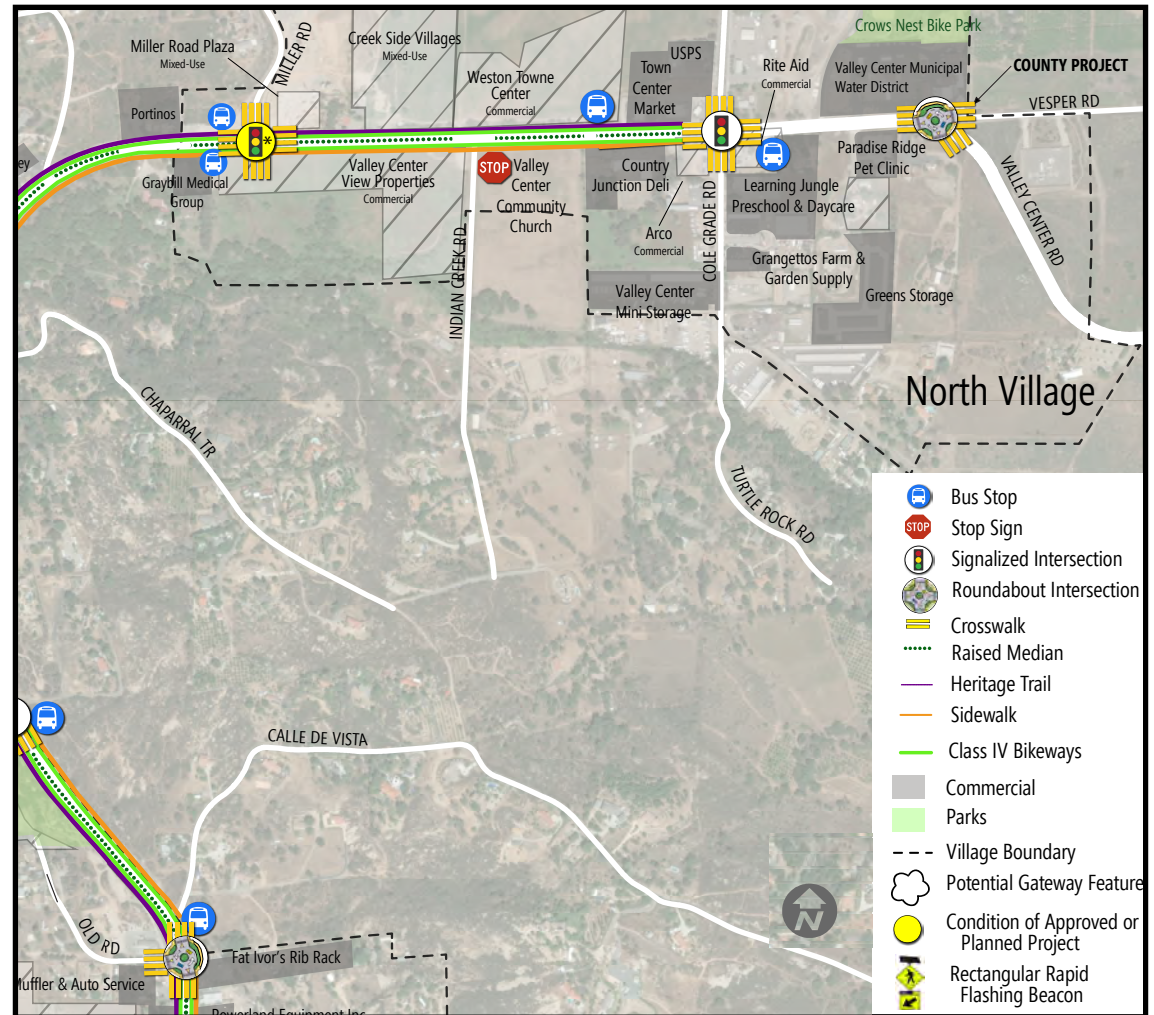 Crows Nest Bike Park
Miller Road Plaza
Mixed-Use
MILLER RD
Creek Side Villages
Mixed-Use
Weston Towne
Center
Commercial
USPS
Town
Center
Market
Rite Aid
Commercial
Valley Center Municipal
Water District
COUNTY PROJECT
VESPER RD
Portinos
*
ey
Graybill Medical
Group
Valley Center
View Properties
Commercial
STOP
Valley
Center
Community
Church
Country
Junction Deli
Arco
Commercial
COLE GRADE RD
Learning Jungle
Preschool & Daycare
Paradise Ridge
Pet Clinic
VALLEY CENTER RD
Grangettos Farm &
Garden Supply
Greens Storage
INDIAN CREEK RD
Valley Center
Mini Storage
North Village
CHAPARRAL TR
TURTLE ROCK RD
CALLE DE VISTA
OLD RD
Fat Ivor's Rib Rack
Muffler & Auto Service
Powerland Equipment Inc
N
Bus Stop
STOP
Stop Sign
Signalized Intersection
Roundabout Intersection
Crosswalk
Raised Median
Heritage Trail
Sidewalk
Class IV Bikeways
Commercial
Parks
Village Boundary
Potential Gateway Feature
Condition of Approved or
Planned Project
Rectangular Rapid
Flashing Beacon